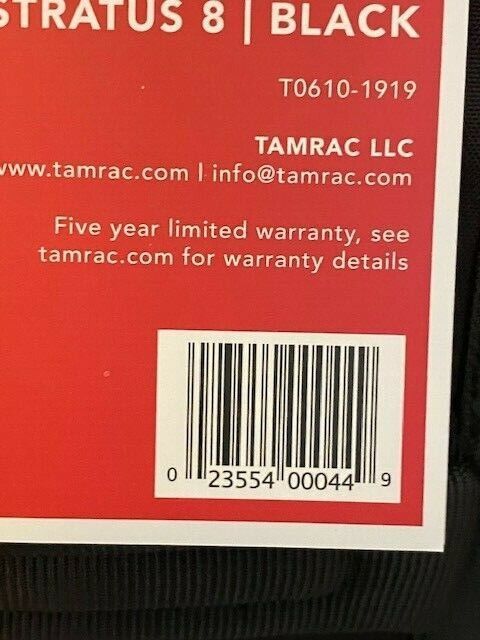 STRATUS 8 | BLACK
T0610-1919
TAMRAC LLC
www.tamrac.com | info@tamrac.com
Five year limited warranty, see
tamrac.com for warranty details
0 23554 00044 9